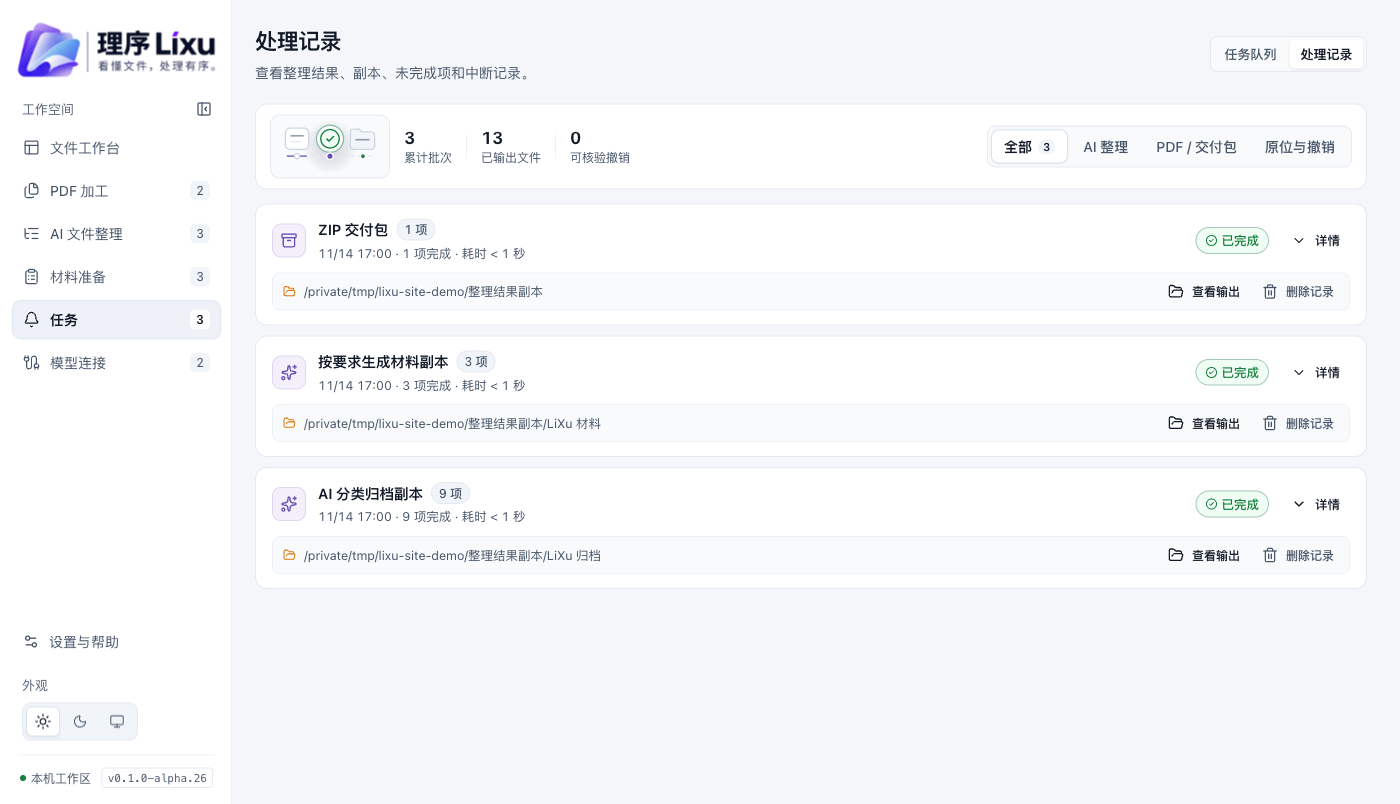 理序 Lixu
看懂文件，处理有序。
工作空间
文件工作台
PDF 加工 2
AI 文件整理 3
材料准备 3
任务 3
模型连接 2
设置与帮助
外观
本机工作区 v0.1.0-alpha.26
处理记录
查看整理结果、副本、未完成项和中断记录。
任务队列 处理记录
3 13 0
累计批次 已输出文件 可核验撤销
全部 3 AI 整理 PDF / 交付包 原位与撤销
ZIP 交付包 1 项
11/14 17:00 · 1 项完成 · 耗时 < 1 秒
已完成 详情
/private/tmp/lixu-site-demo/整理结果副本 查看输出 删除记录
按要求生成材料副本 3 项
11/14 17:00 · 3 项完成 · 耗时 < 1 秒
已完成 详情
/private/tmp/lixu-site-demo/整理结果副本/LiXu 材料 查看输出 删除记录
AI 分类归档副本 9 项
11/14 17:00 · 9 项完成 · 耗时 < 1 秒
已完成 详情
/private/tmp/lixu-site-demo/整理结果副本/LiXu 归档 查看输出 删除记录